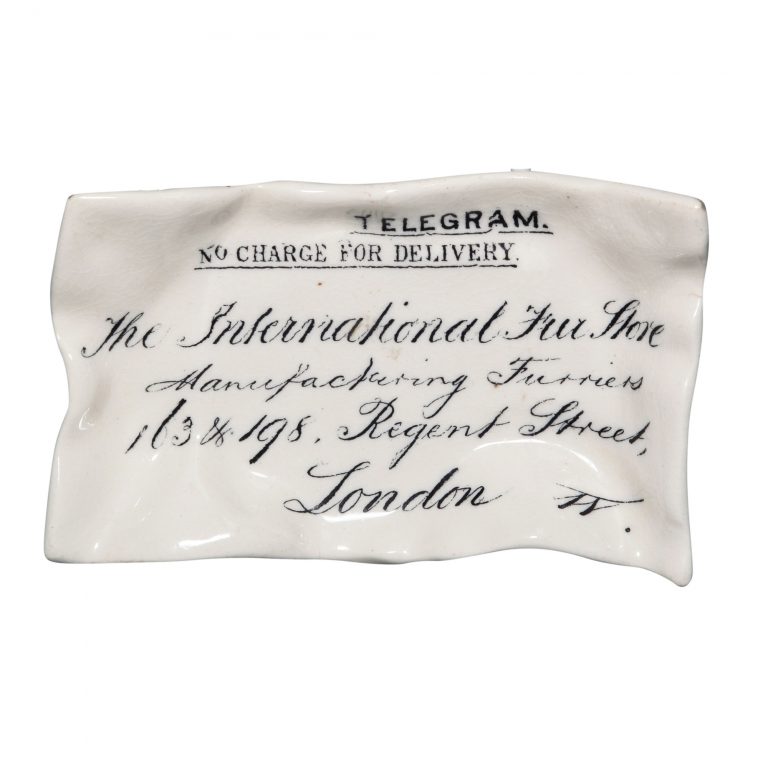 TELEGRAM.
NO CHARGE FOR DELIVERY.
The International Fur Store
Manufacturing Furriers
163 & 198. Regent Street,
London W.